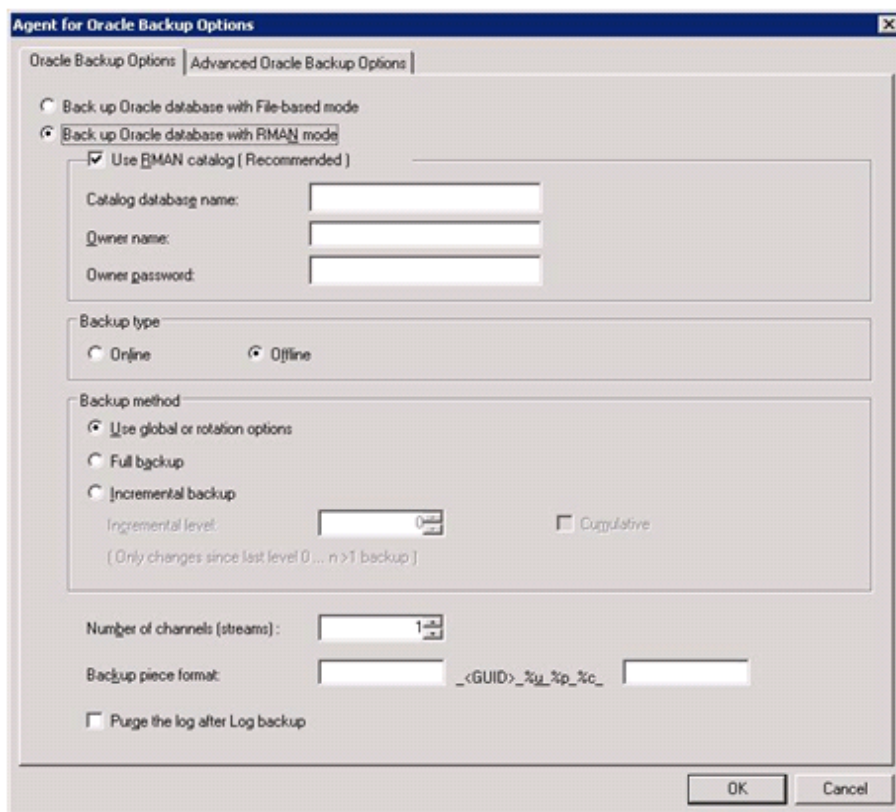 Agent for Oracle Backup Options
Oracle Backup Options
Advanced Oracle Backup Options
Back up Oracle database with File-based mode
Back up Oracle database with RMAN mode
Use RMAN catalog ( Recommended )
Catalog database name:
Owner name:
Owner password:
Backup type
Online
Offline
Backup method
Use global or rotation options
Full backup
Incremental backup
Incremental level: 0 Cumulative
( Only changes since last level 0 ... n >1 backup )
Number of channels (streams) : 1
Backup piece format: _<GUID>_%u_%p_%c_
Purge the log after Log backup
OK
Cancel